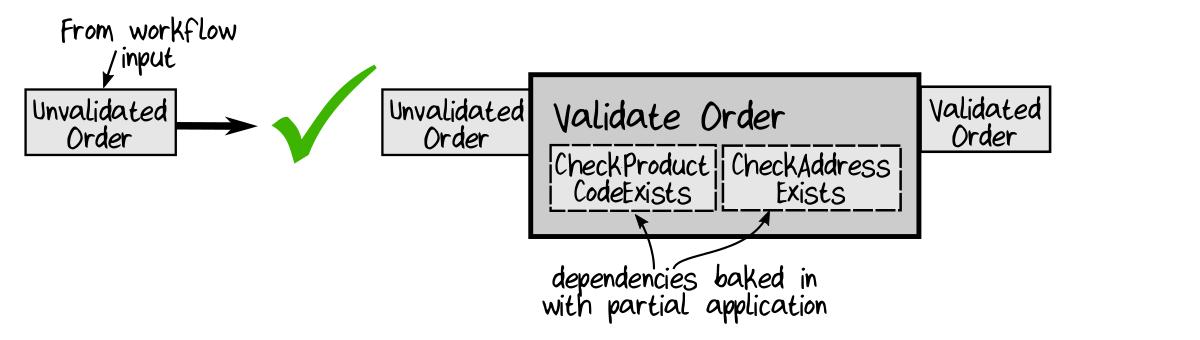 From workflow
input
Unvalidated
Order
Unvalidated
Order
Validate Order
CheckProduct
CodeExists
CheckAddress
Exists
Validated
Order
dependencies baked in
with partial application